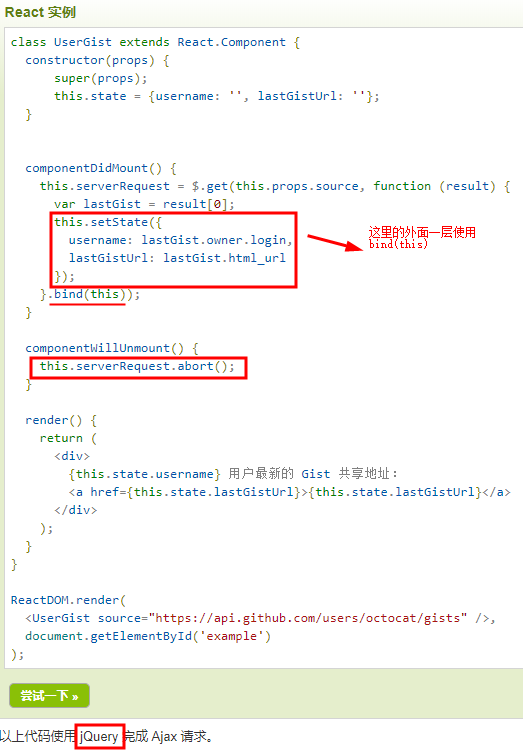 React 实例
class UserGist extends React.Component {
  constructor(props) {
      super(props);
      this.state = {username: '', lastGistUrl: ''};
  }
  componentDidMount() {
    this.serverRequest = $.get(this.props.source, function (result) {
      var lastGist = result[0];
      this.setState({
        username: lastGist.owner.login,
        lastGistUrl: lastGist.html_url
      });
    }.bind(this));
  }
这里的外面一层使用
bind(this)
  componentWillUnmount() {
    this.serverRequest.abort();
  }
  render() {
    return (
      <div>
        {this.state.username} 用户最新的 Gist 共享地址：
        <a href={this.state.lastGistUrl}>{this.state.lastGistUrl}</a>
      </div>
    );
  }
}
ReactDOM.render(
  <UserGist source="https://api.github.com/users/octocat/gists" />,
  document.getElementById('example')
);
尝试一下 »
以上代码使用 jQuery 完成 Ajax 请求。